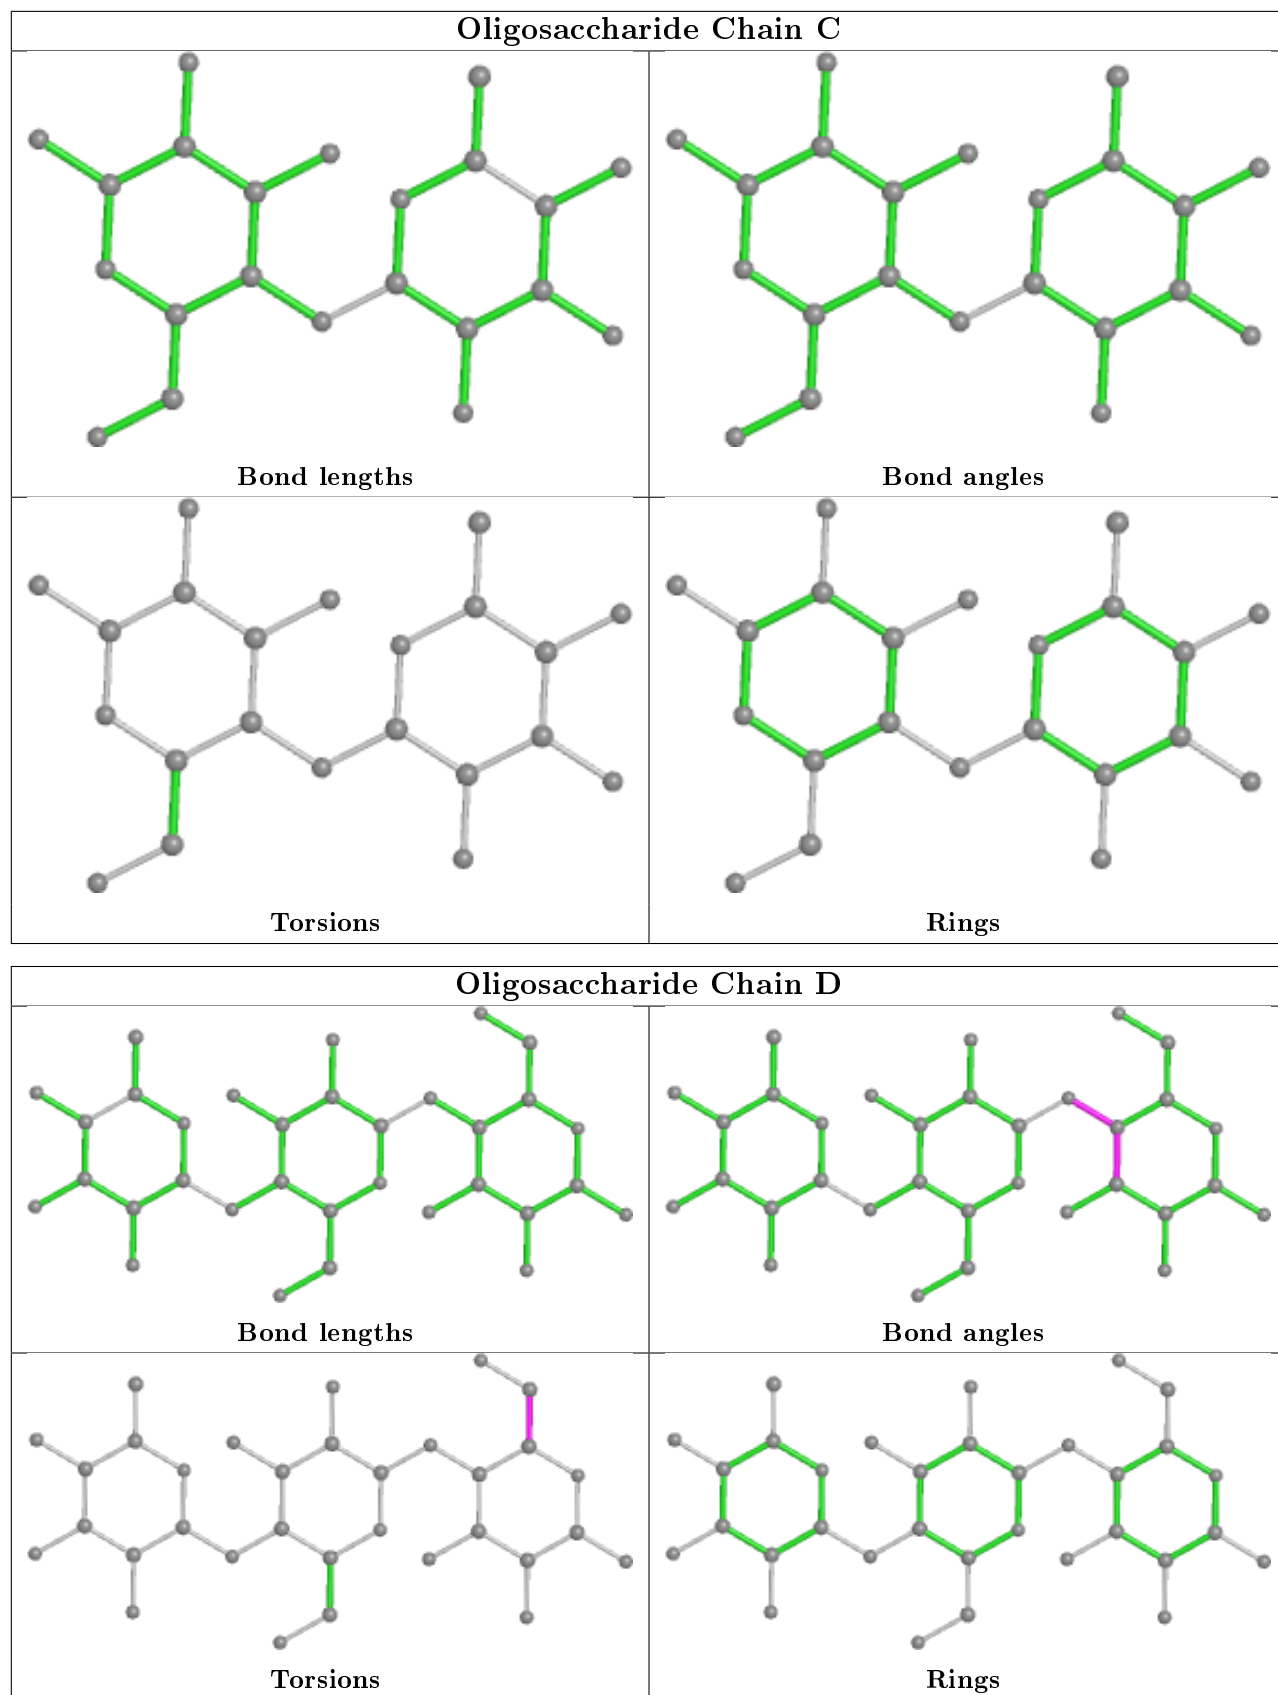 Oligosaccharide Chain C
Bond lengths
Bond angles
Torsions
Rings
Oligosaccharide Chain D
Bond lengths
Bond angles
Torsions
Rings